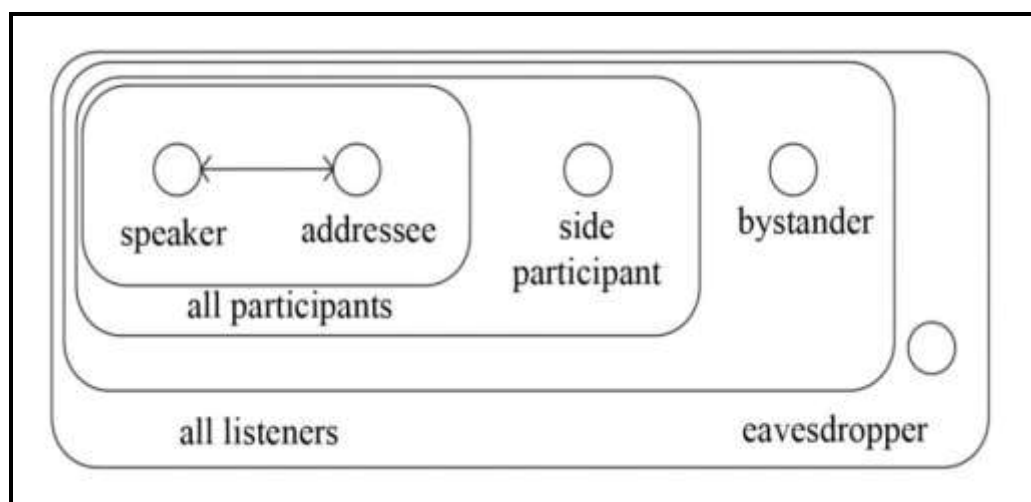 speaker
addressee
side
participant
bystander
all participants
all listeners
eavesdropper